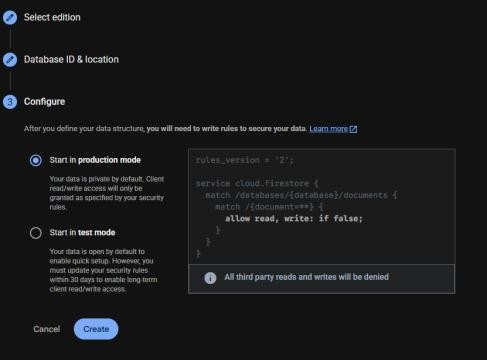 Select edition
Database ID & location
3 Configure
After you define your data structure, you will need to write rules to secure your data. Learn more
Start in production mode
Your data is private by default. Client
read/write access will only be
granted as specified by your security
rules.
Start in test mode
Your data is open by default to
enable quick setup. However, you
must update your security rules
within 30 days to enable long-term
client read/write access.
rules_version = '2';
service cloud.firestore {
match /databases/{database}/documents {
match /{document=**} {
allow read, write: if false;
}
}
}
All third party reads and writes will be denied
Cancel
Create